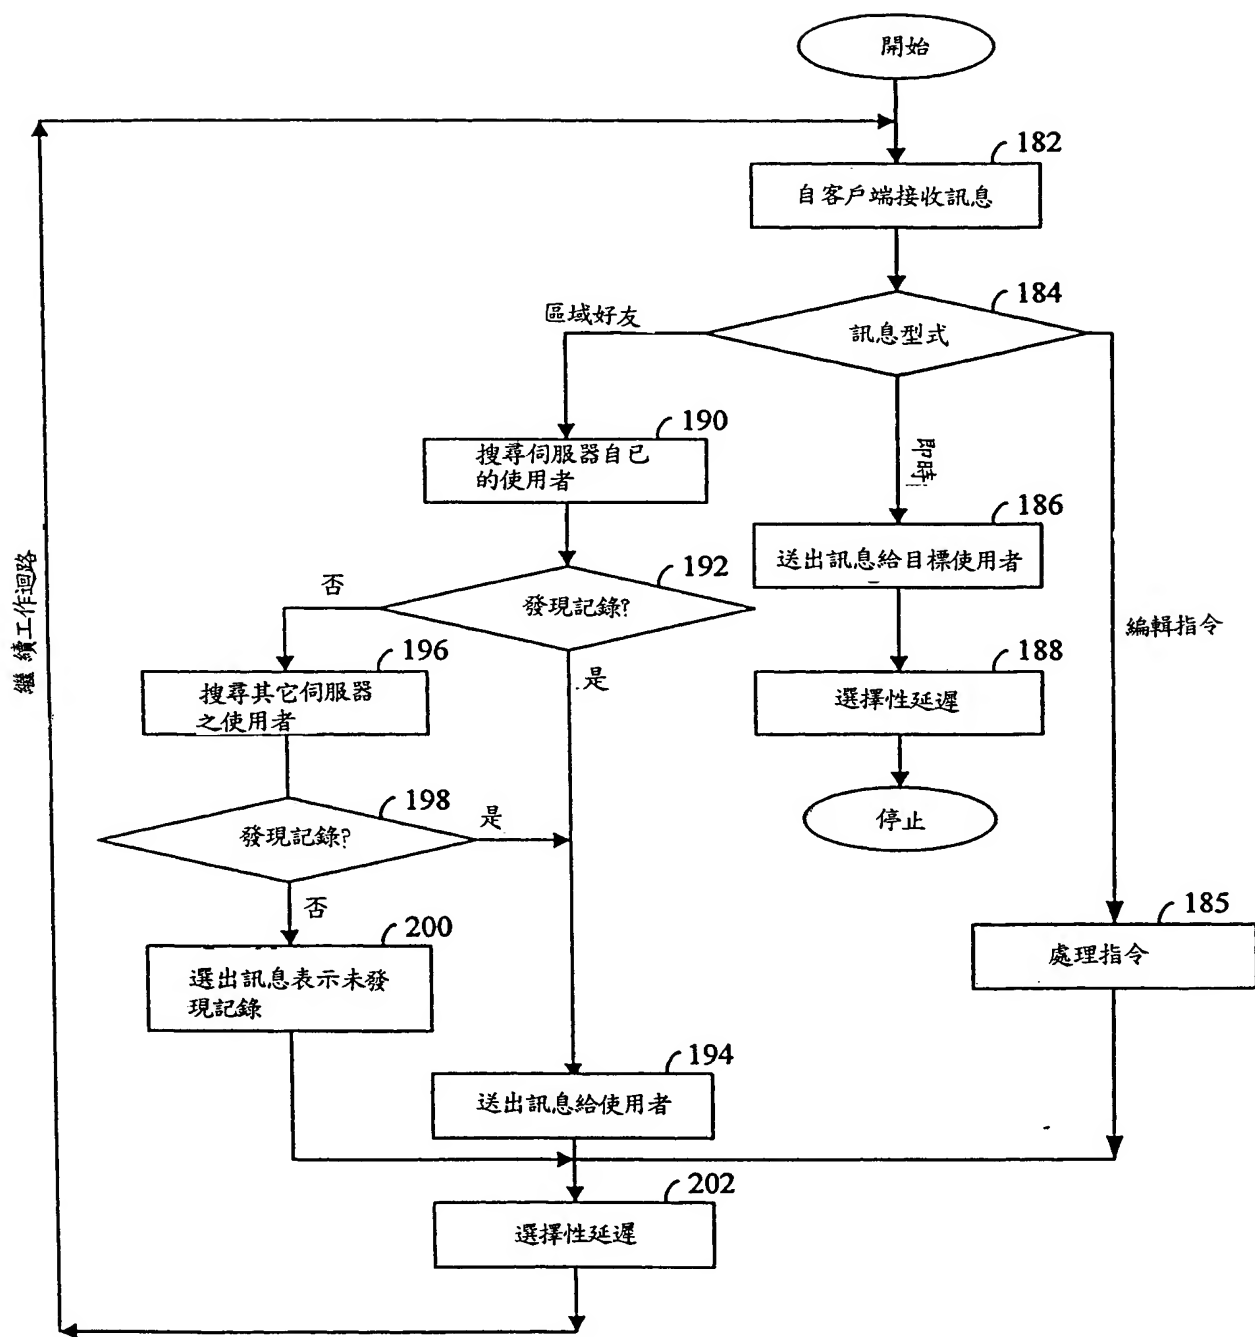 開始
182
自客戶端接收訊息
184
訊息型式
區域好友
即時
編輯指令
190
搜尋伺服器自已
的使用者
186
送出訊息給目標使用者
192
發現記錄?
否
是
196
搜尋其它伺服器
之使用者
188
選擇性延遲
198
發現記錄?
是
否
停止
200
選出訊息表示未發
現記錄
185
處理指令
194
送出訊息給使用者
202
選擇性延遲
繼續工作迴路